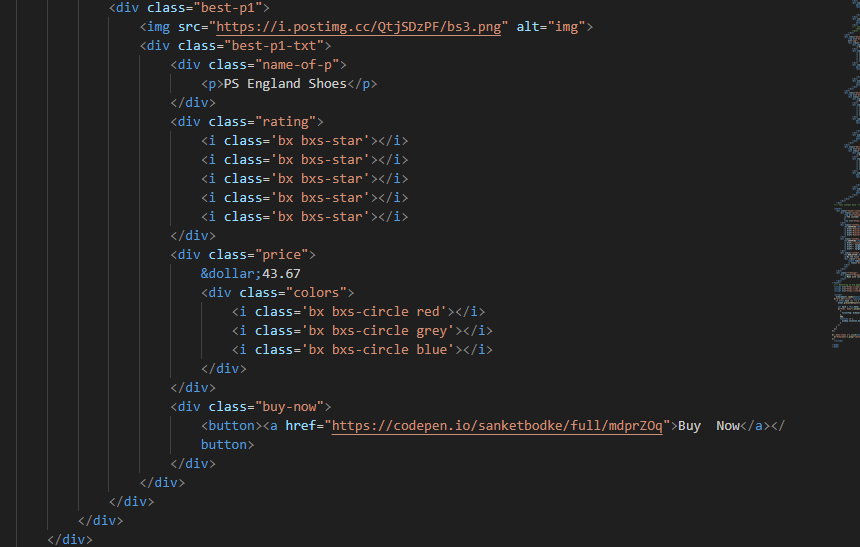 <div class="best-p1">
<img src="https://i.postimg.cc/QtjSDzPF/bs3.png" alt="img">
<div class="best-p1-txt">
<div class="name-of-p">
<p>PS England Shoes</p>
</div>
<div class="rating">
<i class='bx bxs-star'></i>
<i class='bx bxs-star'></i>
<i class='bx bxs-star'></i>
<i class='bx bxs-star'></i>
<i class='bx bxs-star'></i>
</div>
<div class="price">
&dollar;43.67
<div class="colors">
<i class='bx bxs-circle red'></i>
<i class='bx bxs-circle grey'></i>
<i class='bx bxs-circle blue'></i>
</div>
</div>
<div class="buy-now">
<button><a href="https://codepen.io/sanketbodke/full/mdprZOq">Buy  Now</a></
button>
</div>
</div>
</div>
</div>
</div>